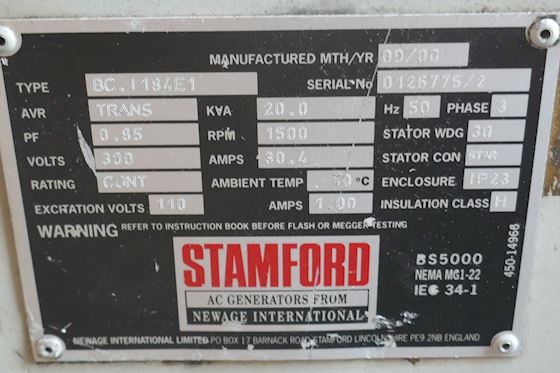 MANUFACTURED MTH/YR 09/00
TYPE BC.I184E1 SERIAL No 0126775/2
AVR TRANS KVA 20.0 Hz 50 PHASE 3
PF 0.85 RPM 1500 STATOR WDG 30
VOLTS 380 AMPS 30.4 STATOR CON STAR
RATING CONT AMBIENT TEMP °C ENCLOSURE IP23
EXCITATION VOLTS 110 AMPS 1.00 INSULATION CLASS H
WARNING REFER TO INSTRUCTION BOOK BEFORE FLASH OR MEGGER TESTING
STAMFORD
AC GENERATORS FROM
NEWAGE INTERNATIONAL
BS5000
NEMA MG1-22
IEC 34-1
450-14966
NEWAGE INTERNATIONAL LIMITED PO BOX 17 BARNACK ROAD STAMFORD LINCOLNSHIRE PE9 2NB ENGLAND